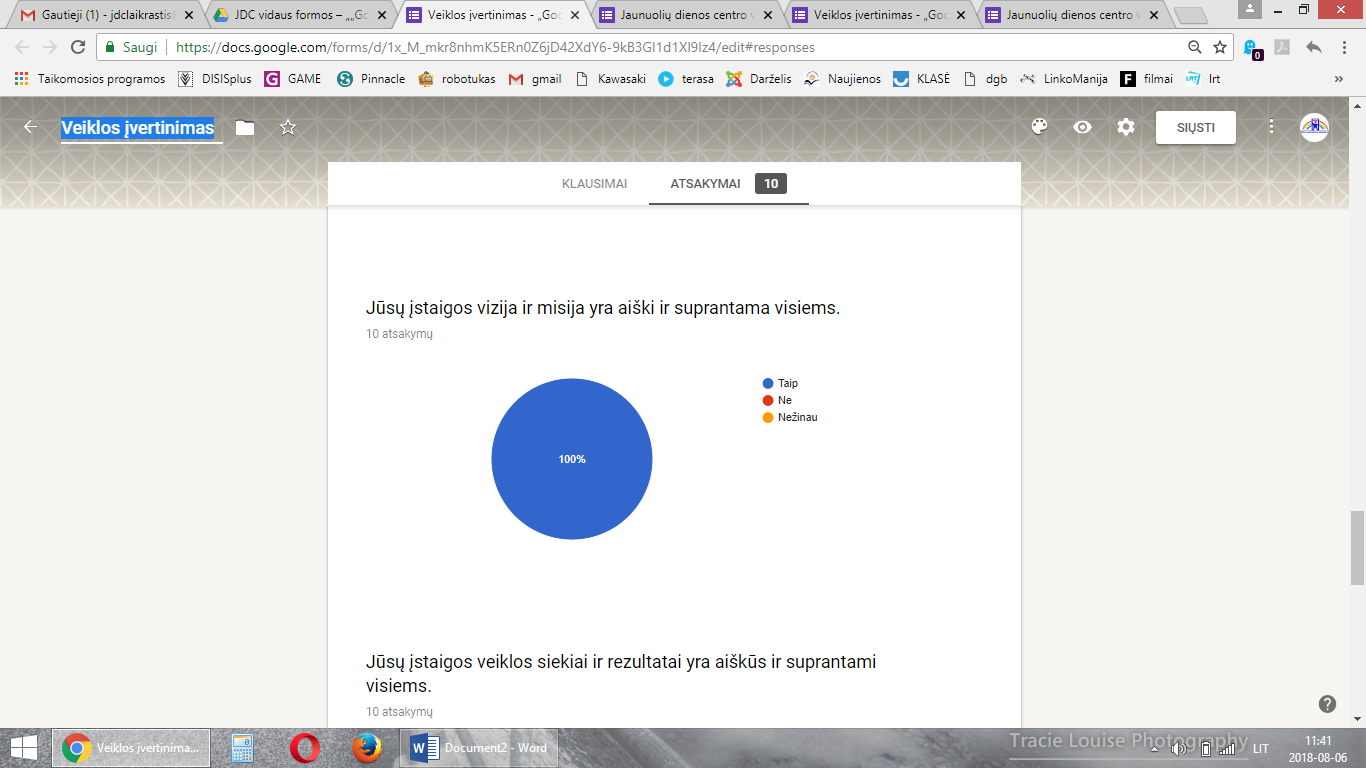 Gautieji (1) - jdclaikrastis
JDC vidaus formos – „„Go
Veiklos įvertinimas - „Goo
Jaunuolių dienos centro v
Veiklos įvertinimas - „Goo
Jaunuolių dienos centro v
Saugi
https://docs.google.com/forms/d/1x_M_mkr8nhmK5ERn0Z6jD42XdY6-9kB3Gl1d1Xl9Iz4/edit#responses
0
Taikomosios programos
DISISplus
GAME
Pinnacle
robotukas
gmail
Kawasaki
terasa
Darželis
Naujienos
KLASĖ
dgb
LinkoManija
filmai
lrt
»
Veiklos įvertinimas
SIŲSTI
KLAUSIMAI
ATSAKYMAI 10
Jūsų įstaigos vizija ir misija yra aiški ir suprantama visiems.
10 atsakymų
100%
Taip
Ne
Nežinau
Jūsų įstaigos veiklos siekiai ir rezultatai yra aiškūs ir suprantami
visiems.
10 atsakymų
Veiklos įvertinima...
Document2 - Word
Tracie Louise Photography
LIT
11:41
2018-08-06